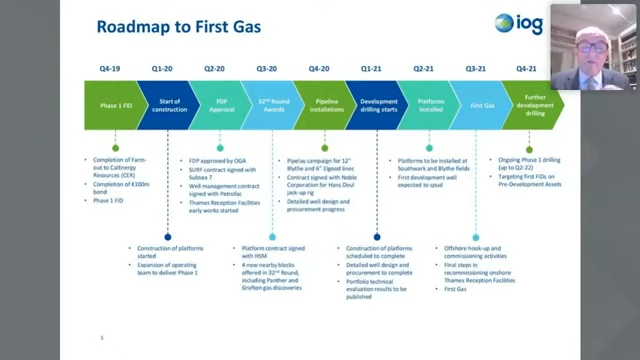 Roadmap to First Gas
iog
Q4-19
Q1-20
Q2-20
Q3-20
Q4-20
Q1-21
Q2-21
Q3-21
Q4-21
Phase 1 FID
Start of
construction
FDP
Approval
32nd Round
Awards
Pipeline
installations
Development
drilling starts
Platforms
installed
First Gas
Further
development
drilling
• Completion of Farm-
out to CalEnergy
Resources (CER)
• Completion of €100m
bond
• Phase 1 FID
• FDP approved by OGA
• SURF contract signed with
Subsea 7
• Well management contract
signed with Petrofac
• Thames Reception Facilities
early works started
• Pipelay campaign for 12"
Blythe and 6" Elgood lines
• Contract signed with Noble
Corporation for Hans Deul jack-up
rig
• Detailed well design and
procurement progress
• Platforms to be installed at
Southwark and Blythe fields
• First development well
expected to spud
• Ongoing Phase 1 drilling
(up to Q2-22)
• Targeting first FIDs on
Pre-Development Assets
• Construction of platforms
started
• Expansion of operating
team to deliver Phase 1
• Platform contract signed
with HSM
• 4 new nearby blocks
offered in 32nd Round,
including Panther and
Grafton gas discoveries
• Construction of platforms
scheduled to complete
• Detailed well design and
procurement to complete
• Portfolio technical
evaluation results to be
published
• Offshore hook-up and
commissioning activities
• Final steps in
recommissioning onshore
Thames Reception Facilities
• First Gas
5